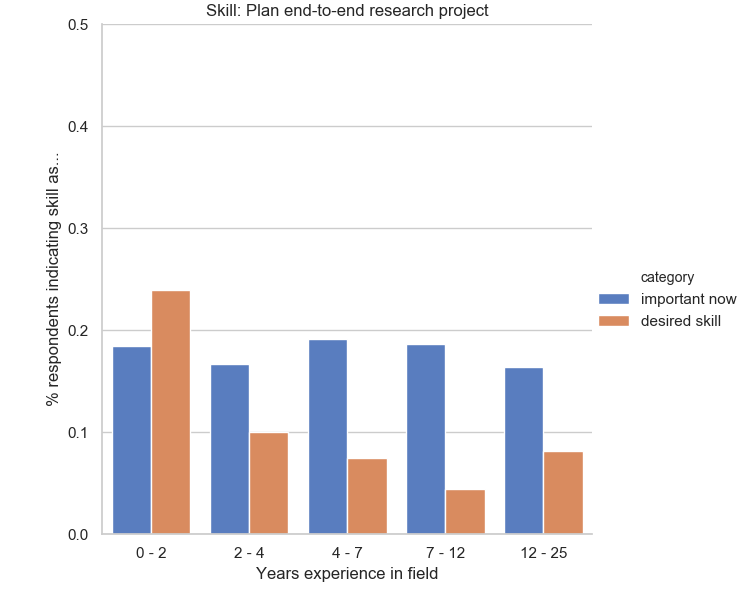 Skill: Plan end-to-end research project
0.5
0.4
0.3
0.2
0.1
0.0
% respondents indicating skill as...
0 - 2
2 - 4
4 - 7
7 - 12
12 - 25
Years experience in field
category
important now
desired skill